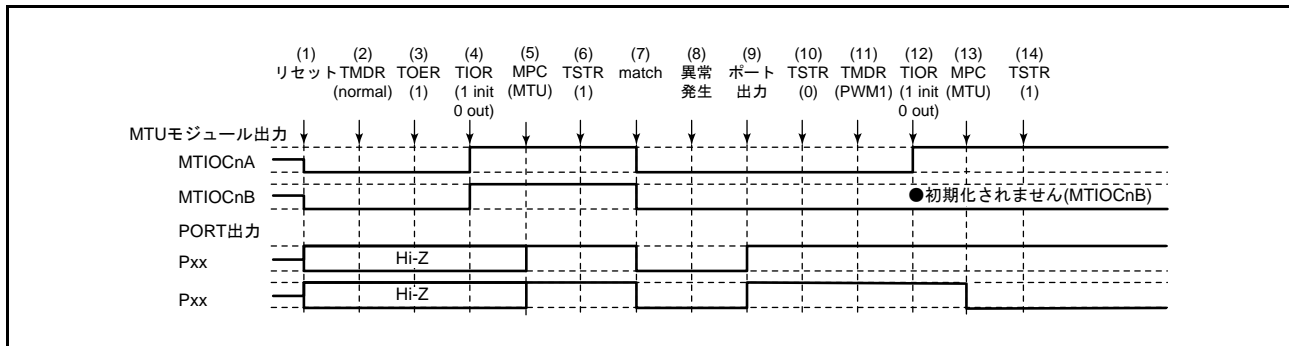 (1) (2) (3) (4) (5) (6) (7) (8) (9) (10) (11) (12) (13) (14)
リセット TMDR TOER TIOR MPC TSTR match 異常 ポート TSTR TMDR TIOR MPC TSTR
(normal) (1) (1 init (MTU) (1) 発生 出力 (0) (PWM1) (1 init (MTU) (1)
0 out) 0 out)
MTUモジュール出力
MTIOCnA
MTIOCnB ●初期化されません(MTIOCnB)
PORT出力
Pxx Hi-Z
Pxx Hi-Z